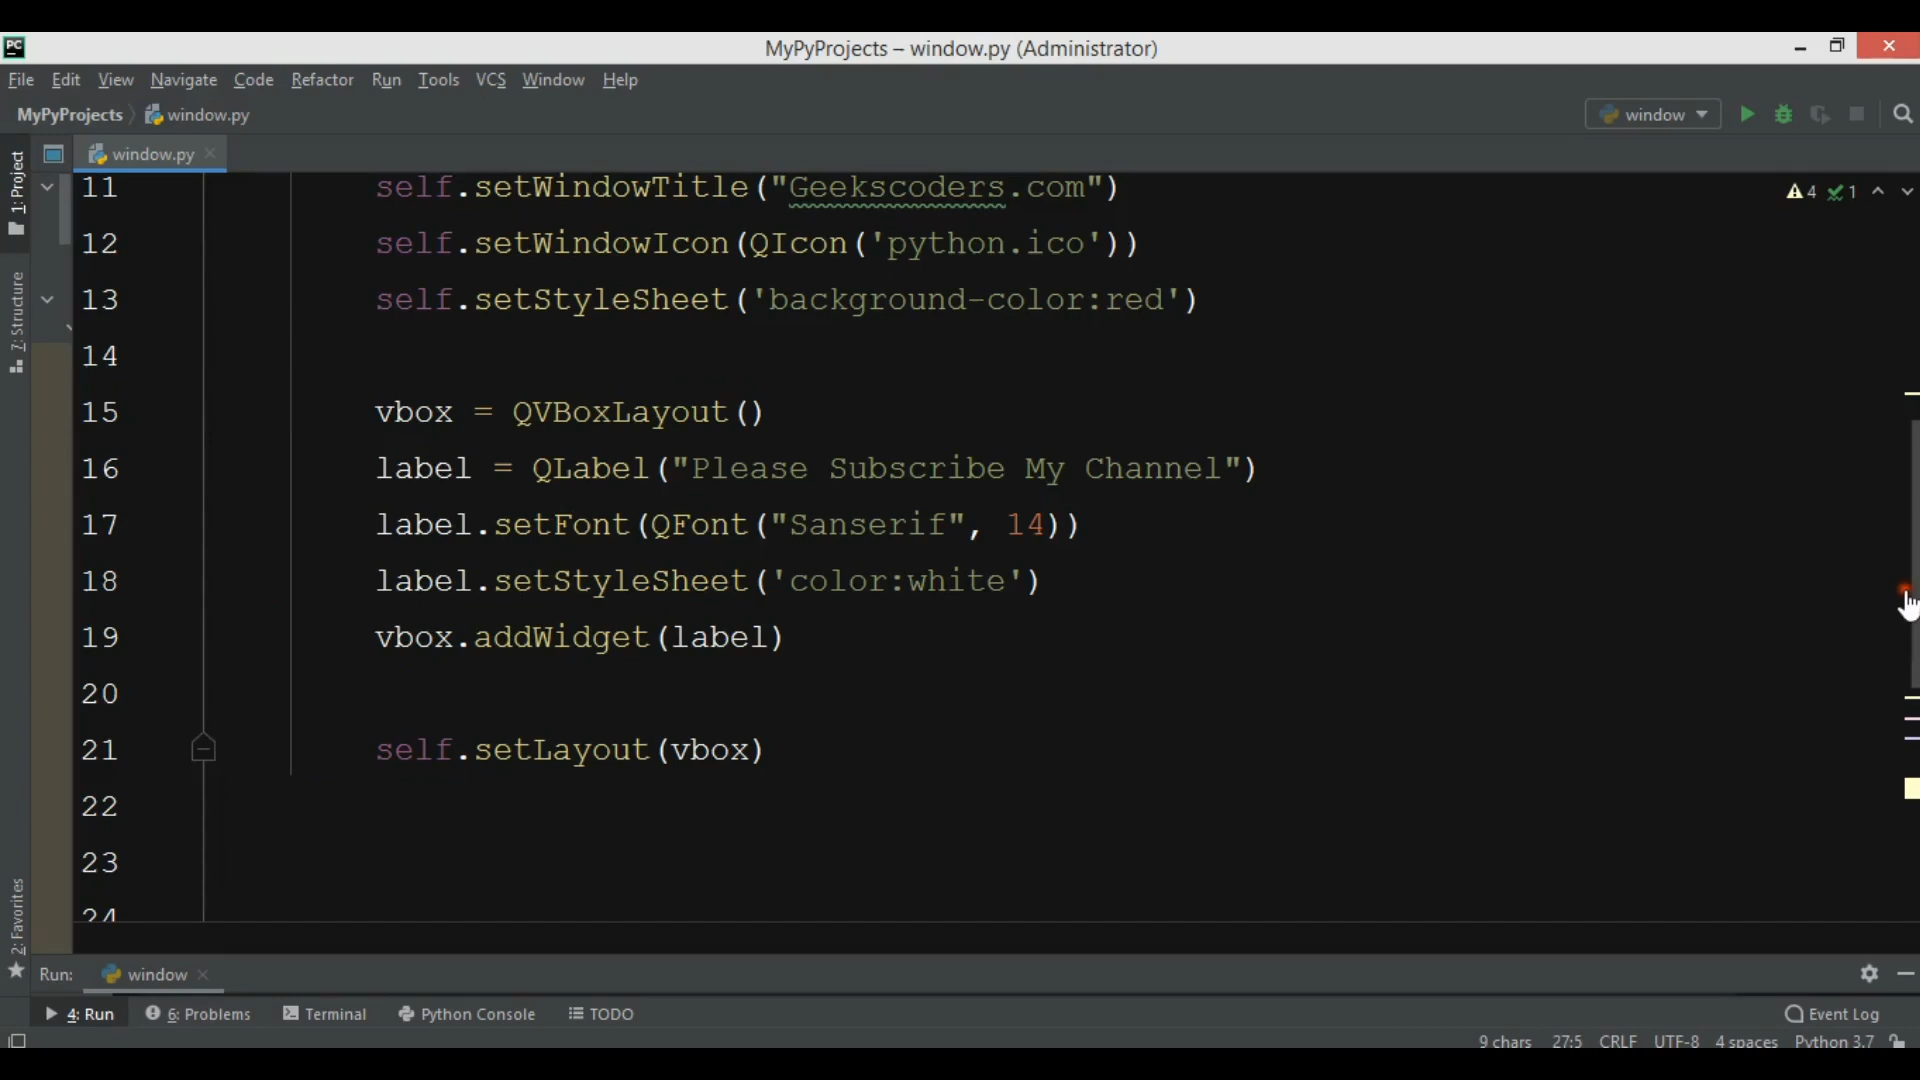 PC
MyPyProjects – window.py (Administrator)
File Edit View Navigate Code Refactor Run Tools VCS Window Help
MyPyProjects window.py
window
window.py
1: Project
7: Structure
2: Favorites
4 1
11 self.setWindowTitle("Geekscoders.com")
12 self.setWindowIcon(QIcon('python.ico'))
13 self.setStyleSheet('background-color:red')
14
15 vbox = QVBoxLayout()
16 label = QLabel("Please Subscribe My Channel")
17 label.setFont(QFont("Sanserif", 14))
18 label.setStyleSheet('color:white')
19 vbox.addWidget(label)
20
21 self.setLayout(vbox)
22
23
24
Run: window
4: Run 6: Problems Terminal Python Console TODO Event Log
9 chars 27:5 CRLF UTF-8 4 spaces Python 3.7